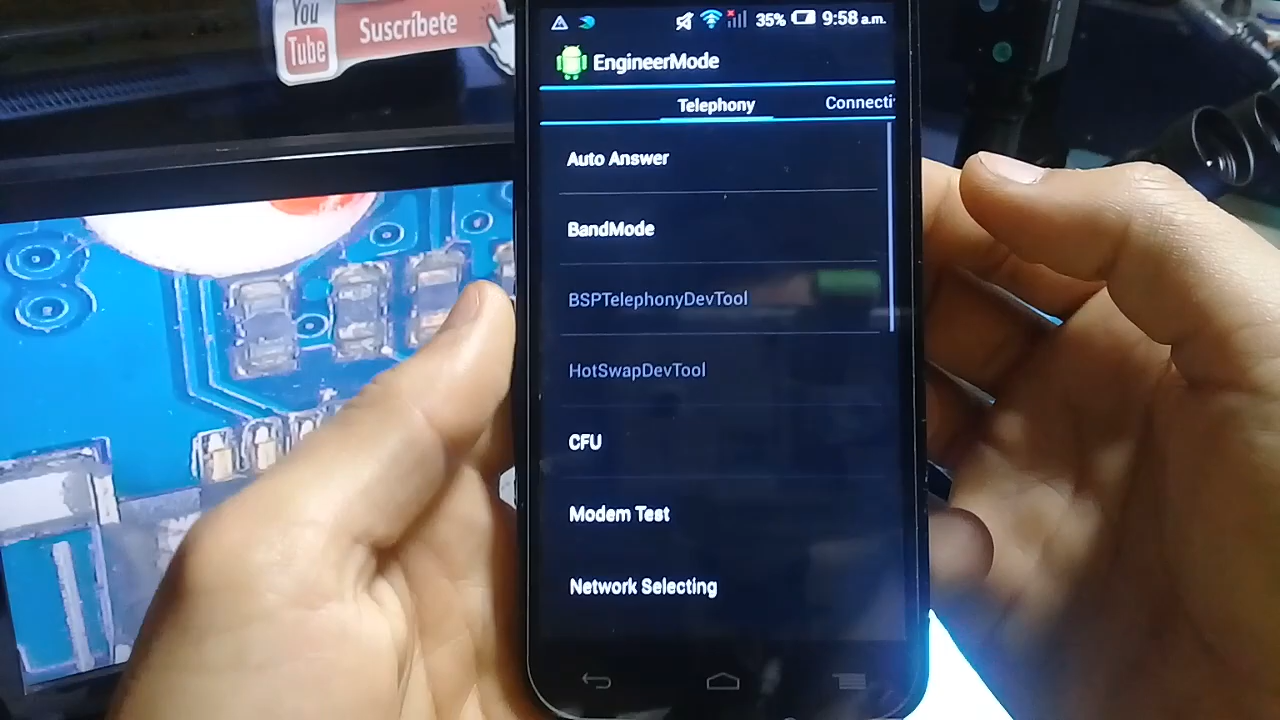 You
Tube
Suscríbete
35% 9:58 a.m.
EngineerMode
Telephony
Connecti
Auto Answer
BandMode
BSPTelephonyDevTool
HotSwapDevTool
CFU
Modem Test
Network Selecting